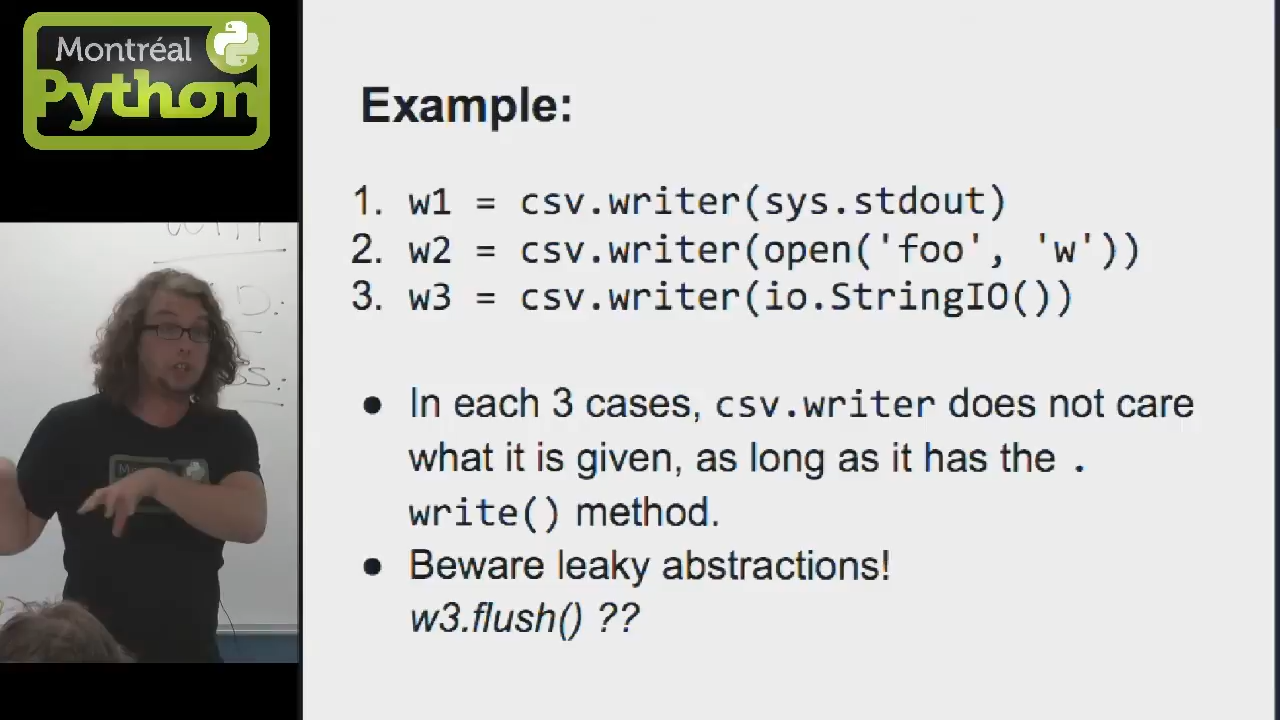 Montréal
Python
Example:
1. w1 = csv.writer(sys.stdout)
2. w2 = csv.writer(open('foo', 'w'))
3. w3 = csv.writer(io.StringIO())
● In each 3 cases, csv.writer does not care
what it is given, as long as it has the .
write() method.
● Beware leaky abstractions!
w3.flush() ??